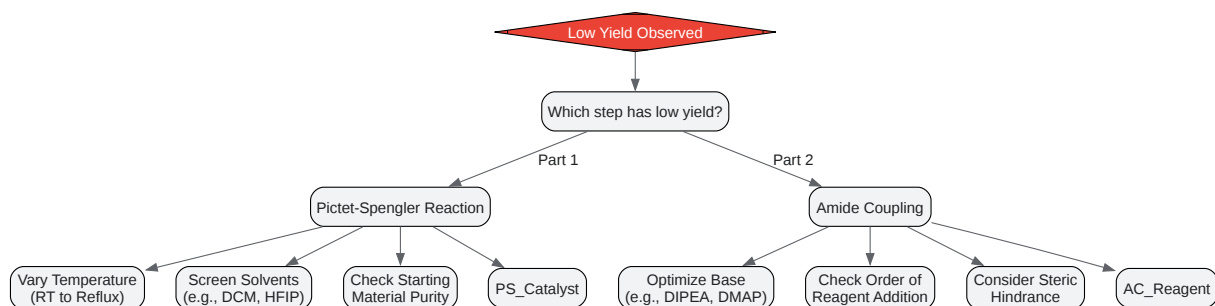 Low Yield Observed
Which step has low yield?
Part 1
Part 2
Pictet-Spengler Reaction
Amide Coupling
Vary Temperature
(RT to Reflux)
Screen Solvents
(e.g., DCM, HFIP)
Check Starting
Material Purity
PS_Catalyst
Optimize Base
(e.g., DIPEA, DMAP)
Check Order of
Reagent Addition
Consider Steric
Hindrance
AC_Reagent